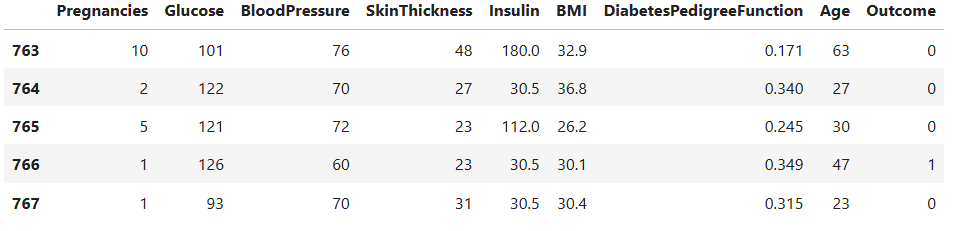 Pregnancies Glucose BloodPressure SkinThickness Insulin BMI DiabetesPedigreeFunction Age Outcome
763 10 101 76 48 180.0 32.9 0.171 63 0
764 2 122 70 27 30.5 36.8 0.340 27 0
765 5 121 72 23 112.0 26.2 0.245 30 0
766 1 126 60 23 30.5 30.1 0.349 47 1
767 1 93 70 31 30.5 30.4 0.315 23 0